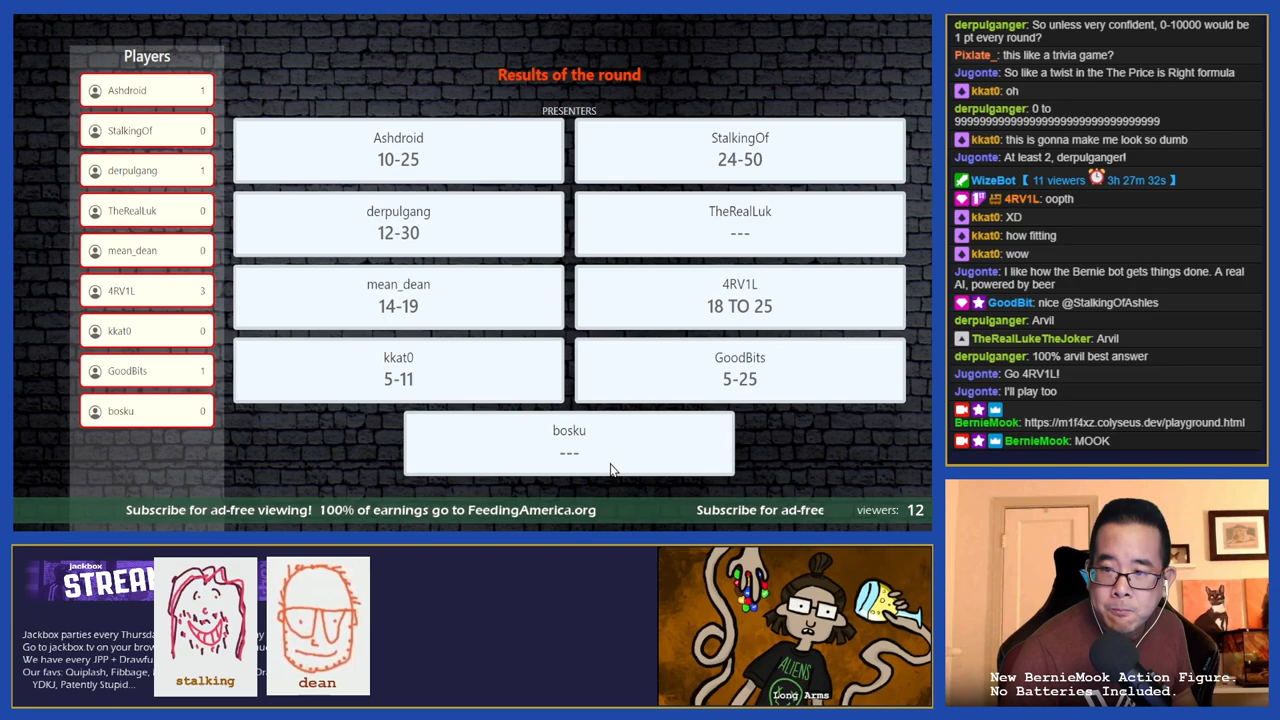 Players
Ashdroid 1
StalkingOf 0
derpulgang 1
TheRealLuk 0
mean_dean 0
4RV1L 3
kkat0 0
GoodBits 1
bosku 0
Results of the round
PRESENTERS
Ashdroid
10-25
StalkingOf
24-50
derpulgang
12-30
TheRealLuk
---
mean_dean
14-19
4RV1L
18 TO 25
kkat0
5-11
GoodBits
5-25
bosku
---
Subscribe for ad-free viewing! 100% of earnings go to FeedingAmerica.org
Subscribe for ad-free
viewers: 12
derpulganger: So unless very confident, 0-10000 would be
1 pt every round?
Pixlate_: this like a trivia game?
Jugonte: So like a twist in the The Price is Right formula
kkat0: oh
derpulganger: 0 to
kkat0: this is gonna make me look so dumb
Jugonte: At least 2, derpulganger!
WizeBot 【 11 viewers ⏰ 3h 27m 32s 】
4RV1L: oopth
kkat0: XD
kkat0: how fitting
kkat0: wow
Jugonte: I like how the Bernie bot gets things done. A real
AI, powered by beer
GoodBit: nice @StalkingOfAshles
derpulganger: Arvil
TheRealLukeTheJoker: Arvil
derpulganger: 100% arvil best answer
Jugonte: Go 4RV1L!
Jugonte: I'll play too
BernieMook: https://m1f4xz.colyseus.dev/playground.html
BernieMook: MOOK
jackbox
STREA
Jackbox parties every Thursda
Go to jackbox.tv on your brow
We have every JPP + Drawfu
Our favs: Quiplash, Fibbage,
YDKJ, Patently Stupid...
stalking
dean
ALIENS
Long Arms
New BernieMook Action Figure.
No Batteries Included.